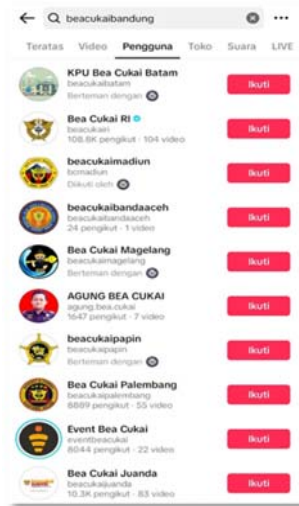 beacukaibandung
Teratas Video Pengguna Toko Suara LIVE
KPU Bea Cukai Batam
beacukaibatam
Berteman dengan
Ikuti
Bea Cukai RI
beacukairi
108.8K pengikut · 104 video
Ikuti
beacukaimadiun
bcmadiun
Diikuti oleh
Ikuti
beacukaibandaaceh
beacukaibandaaceh
24 pengikut · 1 video
Ikuti
Bea Cukai Magelang
beacukaimagelang
Berteman dengan
Ikuti
AGUNG BEA CUKAI
agung.bea.cukai
1647 pengikut · 7 video
Ikuti
beacukaipapin
beacukaipapin
Berteman dengan
Ikuti
Bea Cukai Palembang
beacukaipalembang
8889 pengikut · 55 video
Ikuti
Event Bea Cukai
eventbeacukai
8044 pengikut · 22 video
Ikuti
Bea Cukai Juanda
beacukaijuanda
10.3K pengikut · 83 video
Ikuti